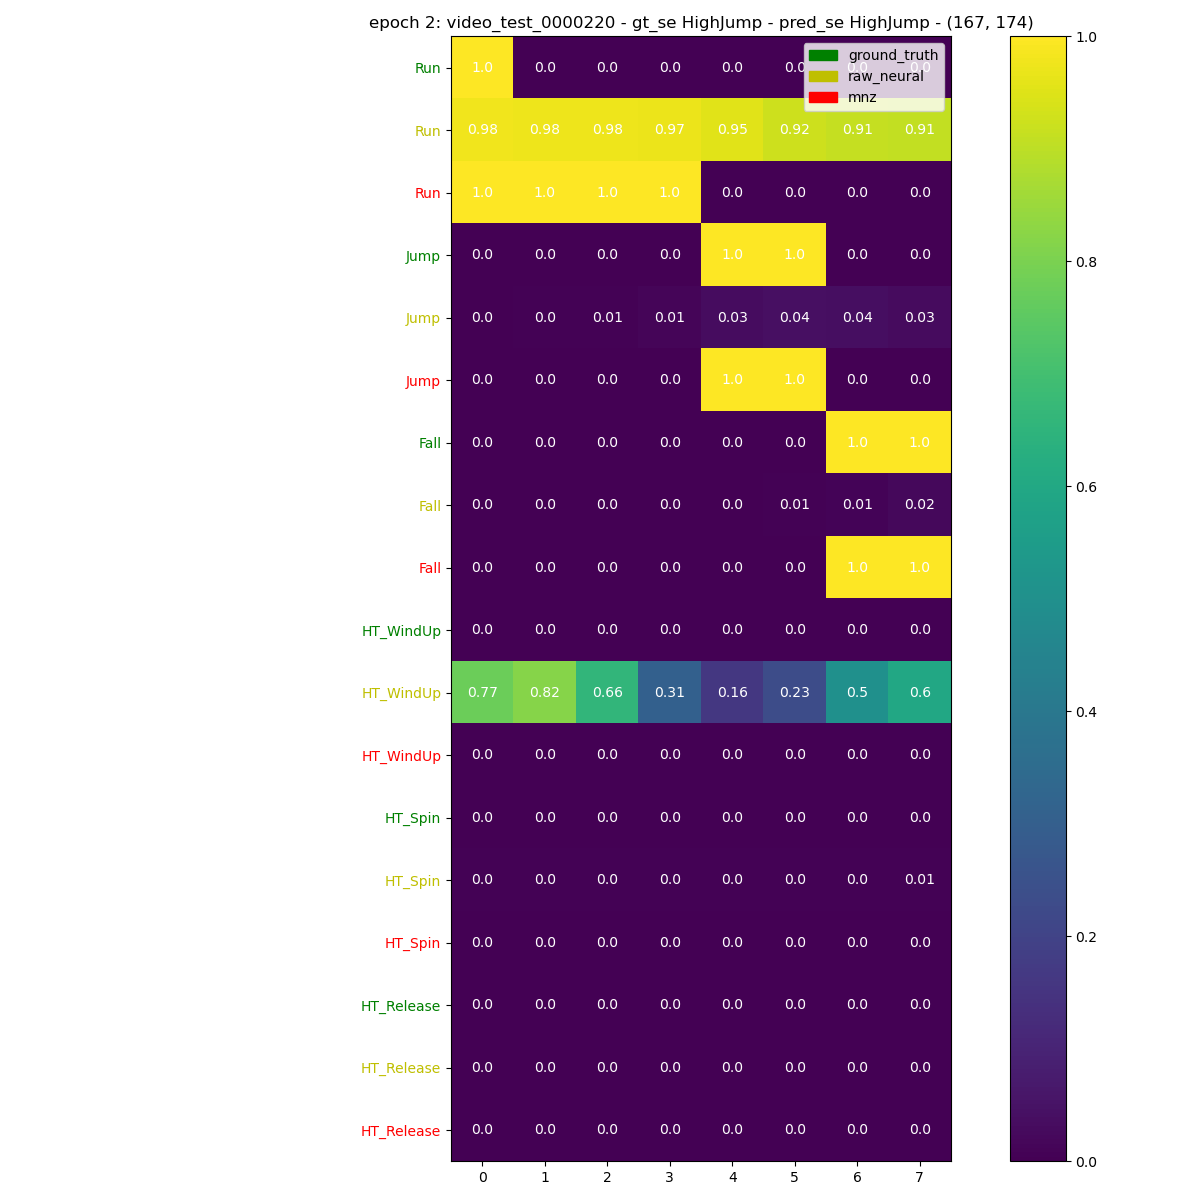 epoch 2: video_test_0000220 - gt_se HighJump - pred_se HighJump - (167, 174)
ground_truth
raw_neural
mnz
Run 1.0 0.0 0.0 0.0 0.0 0.0 0.0 0.0
Run 0.98 0.98 0.98 0.97 0.95 0.92 0.91 0.91
Run 1.0 1.0 1.0 1.0 0.0 0.0 0.0 0.0
Jump 0.0 0.0 0.0 0.0 1.0 1.0 0.0 0.0
Jump 0.0 0.0 0.01 0.01 0.03 0.04 0.04 0.03
Jump 0.0 0.0 0.0 0.0 1.0 1.0 0.0 0.0
Fall 0.0 0.0 0.0 0.0 0.0 0.0 1.0 1.0
Fall 0.0 0.0 0.0 0.0 0.0 0.01 0.01 0.02
Fall 0.0 0.0 0.0 0.0 0.0 0.0 1.0 1.0
HT_WindUp 0.0 0.0 0.0 0.0 0.0 0.0 0.0 0.0
HT_WindUp 0.77 0.82 0.66 0.31 0.16 0.23 0.5 0.6
HT_WindUp 0.0 0.0 0.0 0.0 0.0 0.0 0.0 0.0
HT_Spin 0.0 0.0 0.0 0.0 0.0 0.0 0.0 0.0
HT_Spin 0.0 0.0 0.0 0.0 0.0 0.0 0.0 0.01
HT_Spin 0.0 0.0 0.0 0.0 0.0 0.0 0.0 0.0
HT_Release 0.0 0.0 0.0 0.0 0.0 0.0 0.0 0.0
HT_Release 0.0 0.0 0.0 0.0 0.0 0.0 0.0 0.0
HT_Release 0.0 0.0 0.0 0.0 0.0 0.0 0.0 0.0
0 1 2 3 4 5 6 7
1.0
0.8
0.6
0.4
0.2
0.0